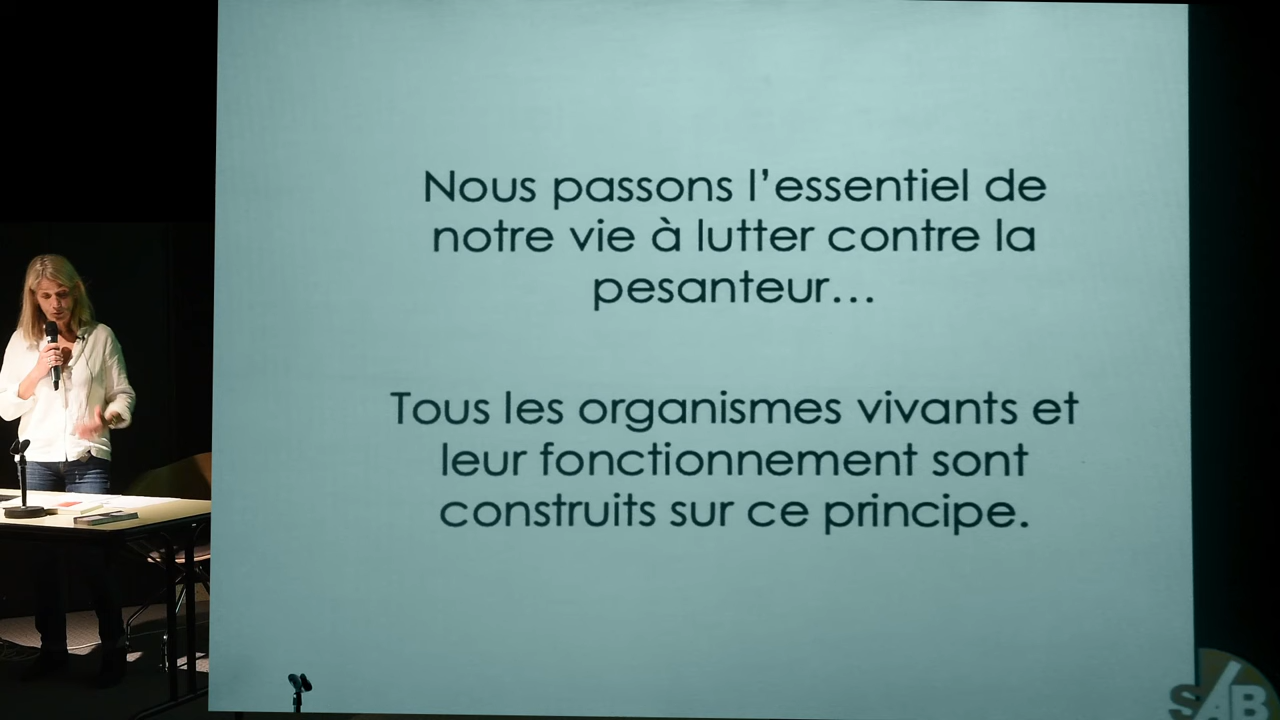 Nous passons l’essentiel de
notre vie à lutter contre la
pesanteur…
Tous les organismes vivants et
leur fonctionnement sont
construits sur ce principe.
SAB